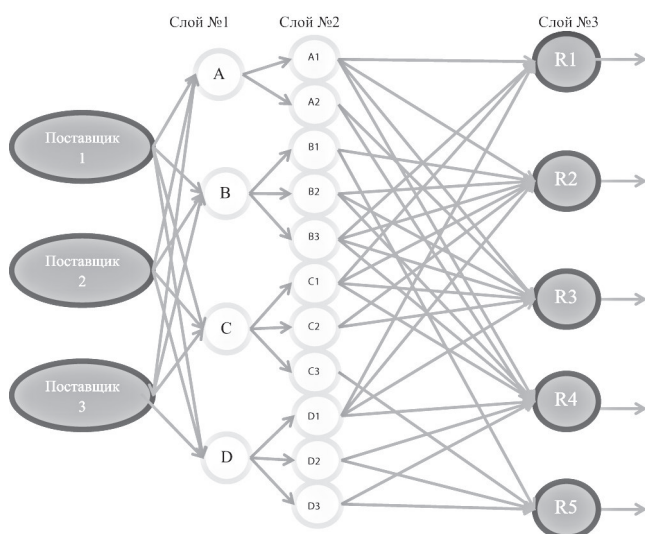 Слой №1 Слой №2 Слой №3
Поставщик
1
Поставщик
2
Поставщик
3
A
B
C
D
A1
A2
B1
B2
B3
C1
C2
C3
D1
D2
D3
R1
R2
R3
R4
R5